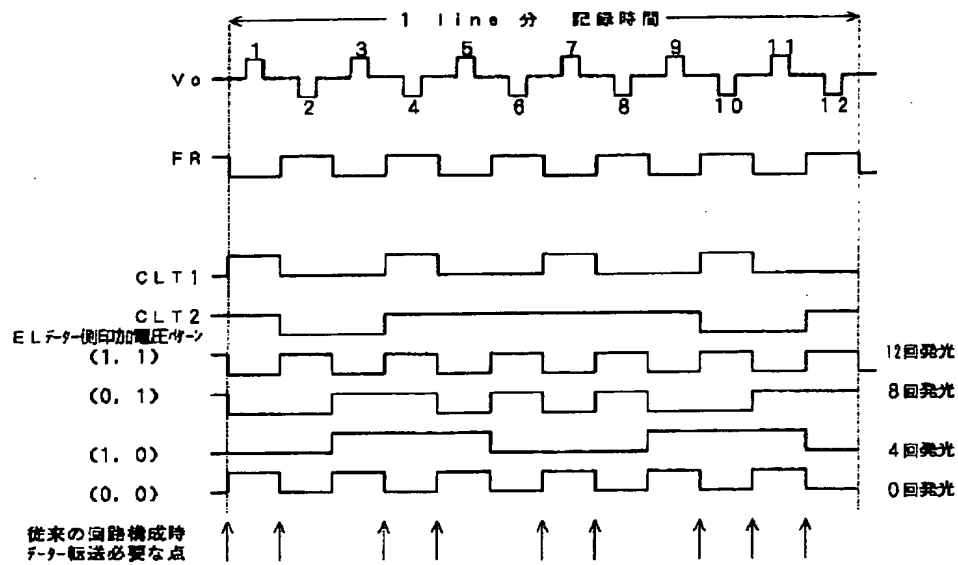 1 line 分 記録時間
1 3 5 7 9 11
Vo
2 4 6 8 10 12
FR
CLT1
CLT2
ELデーター側印加電圧パターン
(1, 1) 12回発光
(0, 1) 8回発光
(1, 0) 4回発光
(0, 0) 0回発光
従来の回路構成時
データー転送必要な点